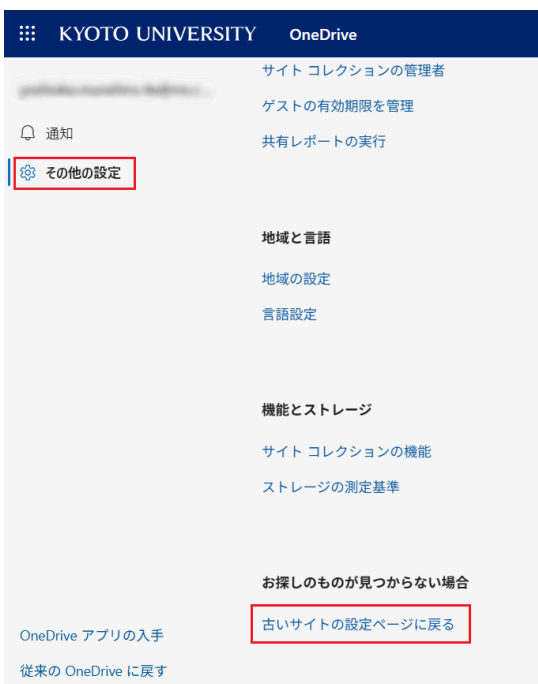 KYOTO UNIVERSITY OneDrive
サイト コレクションの管理者
ゲストの有効期限を管理
通知
共有レポートの実行
その他の設定
地域と言語
地域の設定
言語設定
機能とストレージ
サイト コレクションの機能
ストレージの測定基準
お探しのものが見つからない場合
古いサイトの設定ページに戻る
OneDrive アプリの入手
従来の OneDrive に戻す